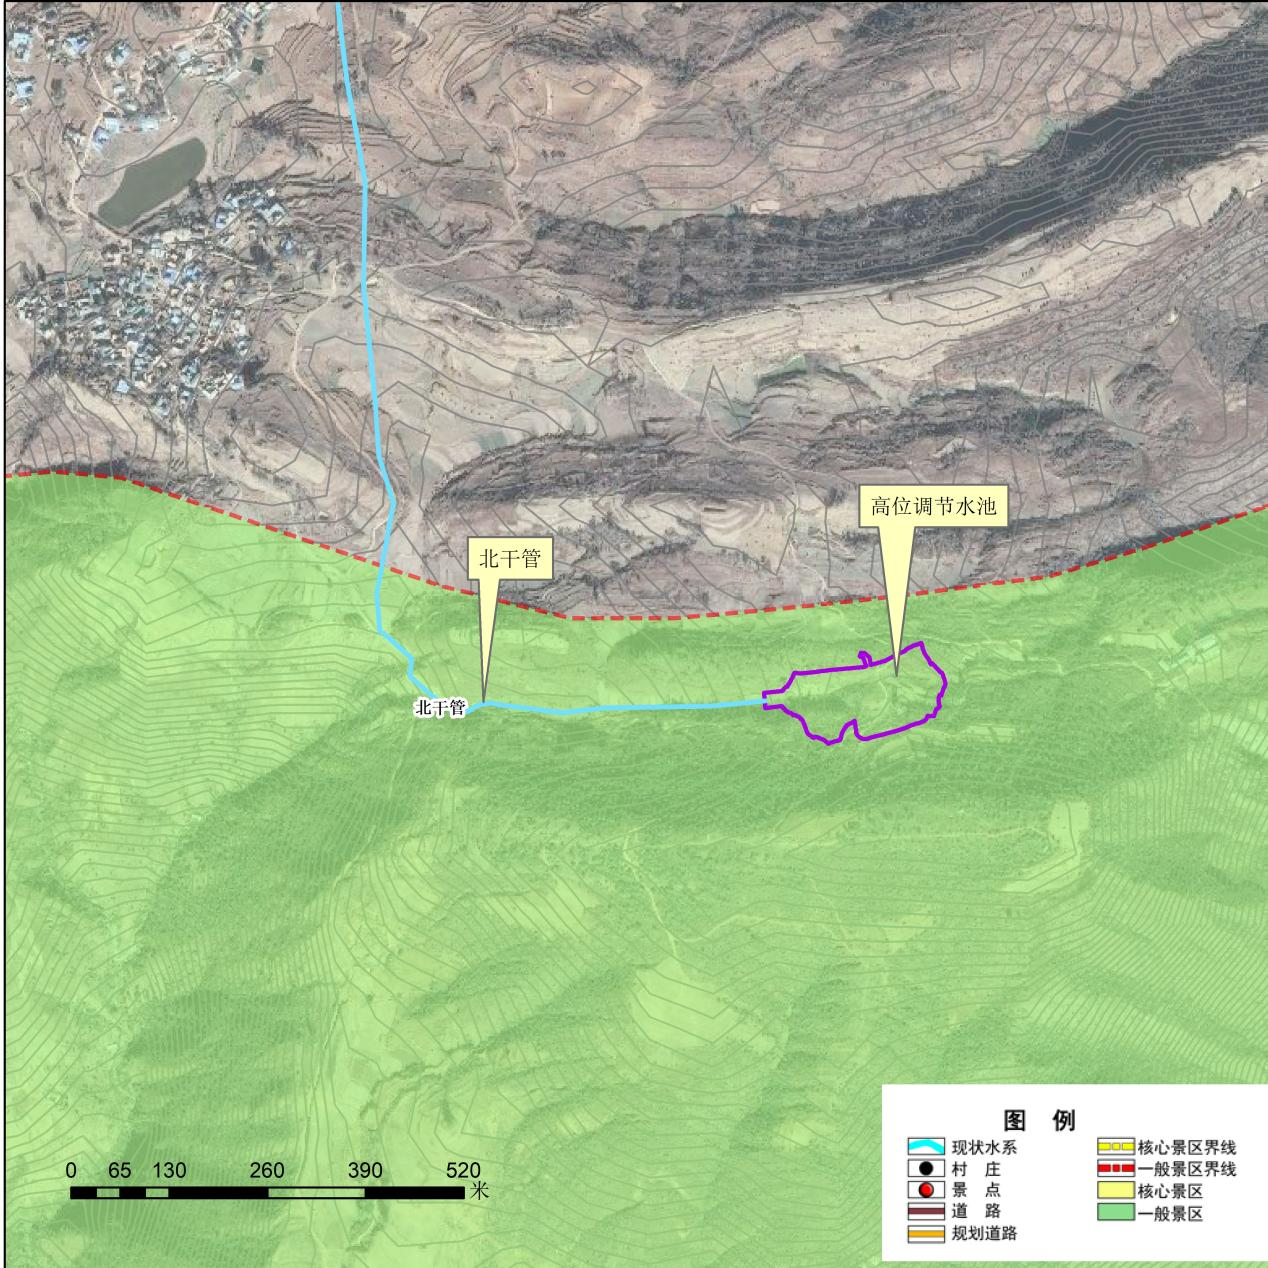 高位调节水池
北干管
北干管
0 65 130 260 390 520
米
图 例
现状水系
村 庄
景 点
道 路
规划道路
核心景区界线
一般景区界线
核心景区
一般景区